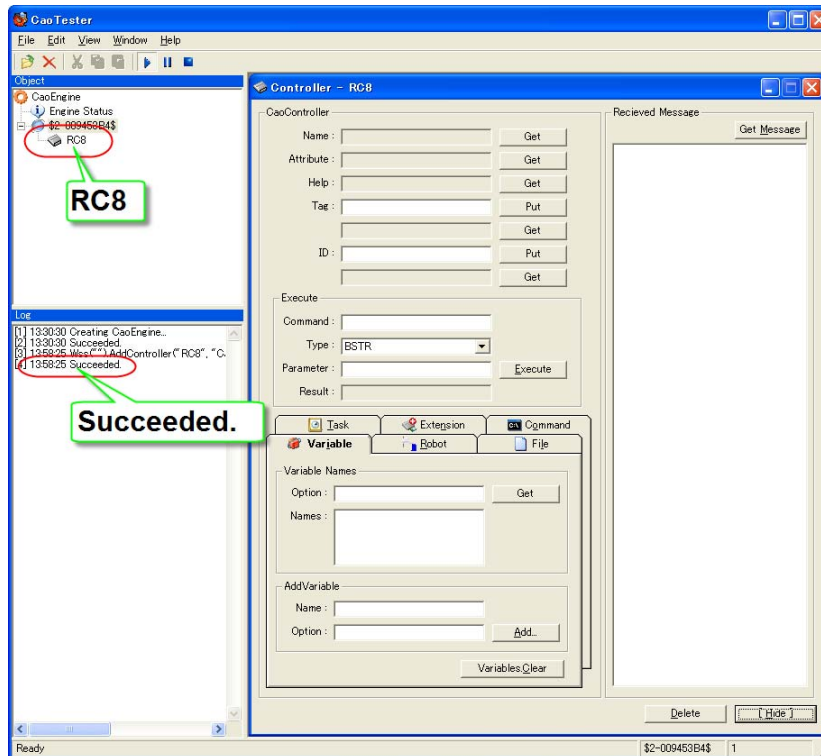 CaoTester
File Edit View Window Help
Object
CaoEngine
Engine Status
$2-009453B4$
RC8
RC8
Log
[1] 13:30:30 Creating CaoEngine...
[2] 13:30:30 Succeeded.
[3] 13:58:25 Wss("").AddController("RC8", "C
[4] 13:58:25 Succeeded.
Succeeded.
Controller - RC8
CaoController
Name : Get
Attribute : Get
Help : Get
Tag : Put
Get
ID : Put
Get
Execute
Command :
Type : BSTR
Parameter : Execute
Result :
Task Extension Command
Variable Robot File
Variable Names
Option : Get
Names :
AddVariable
Name :
Option : Add...
Variables.Clear
Recieved Message
Get Message
Delete [ Hide ]
Ready $2-009453B4$ 1